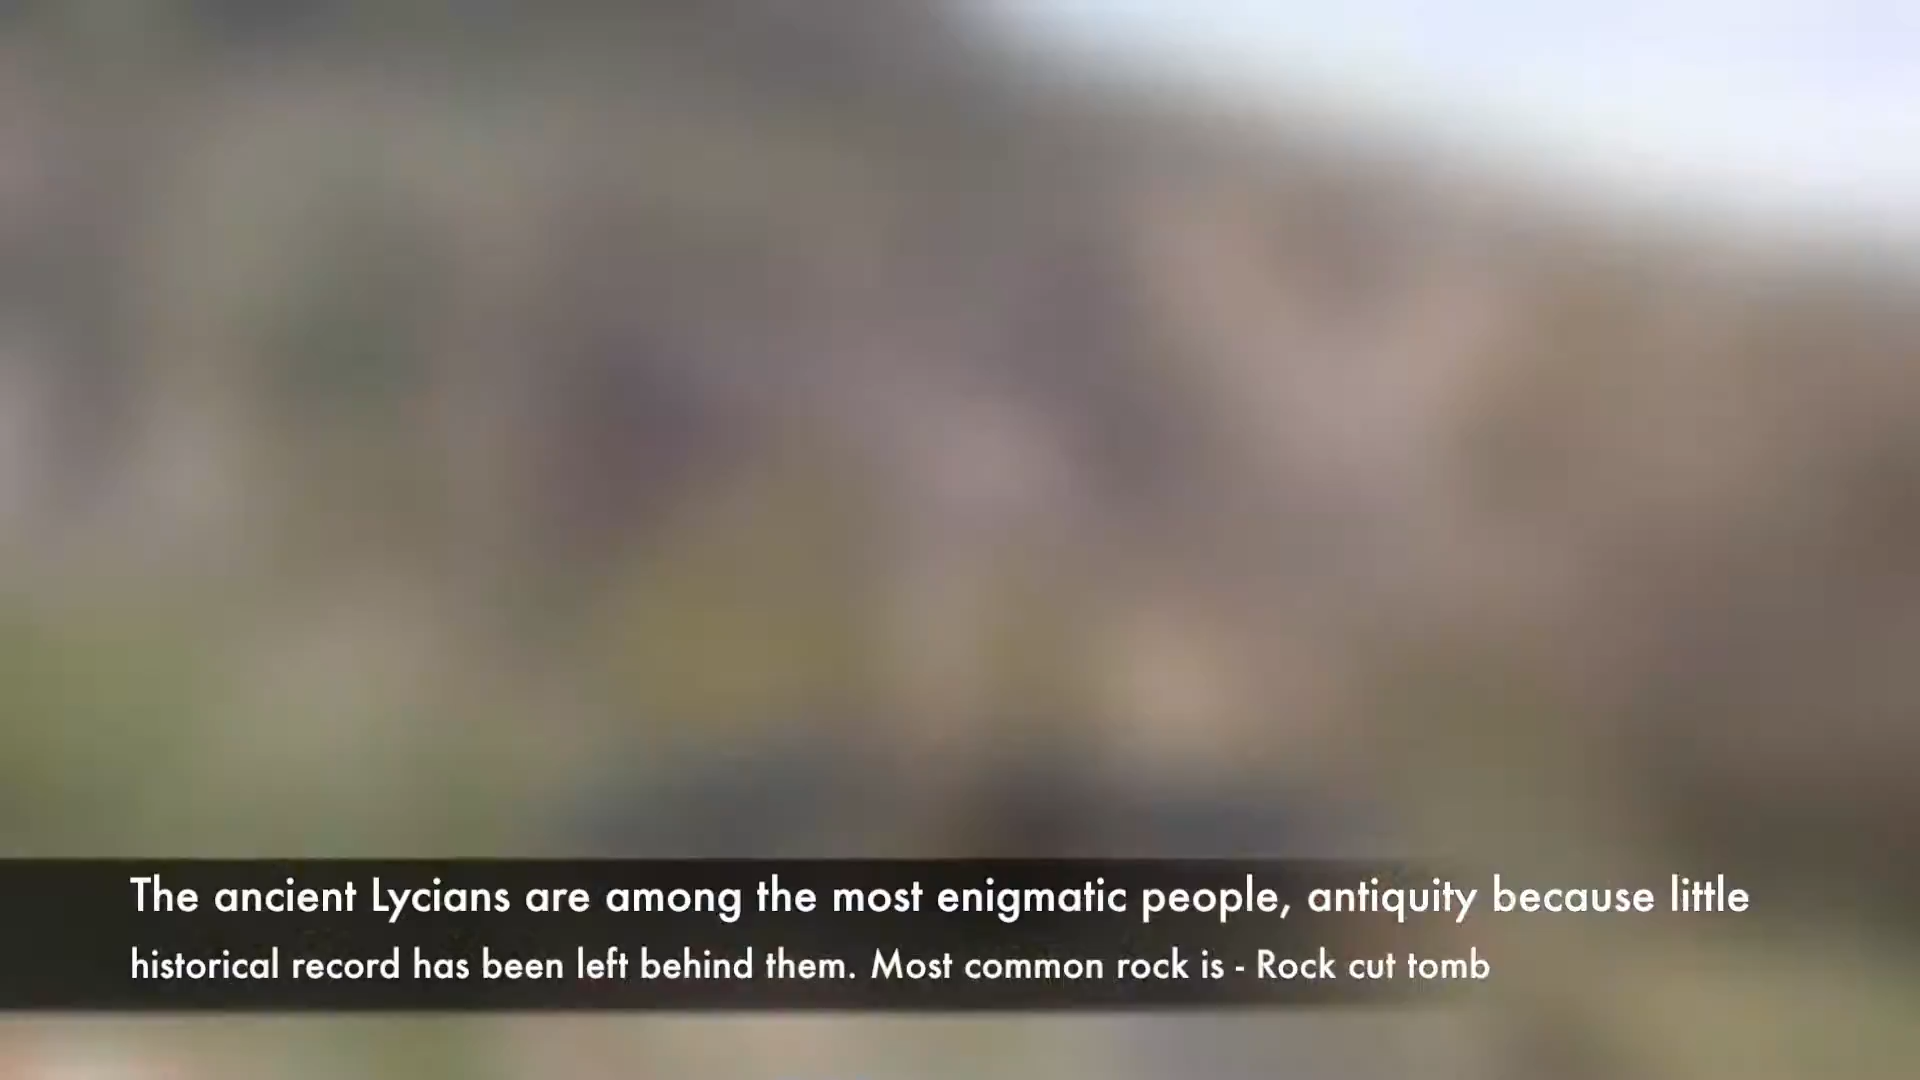 The ancient Lycians are among the most enigmatic people, antiquity because little
historical record has been left behind them. Most common rock is - Rock cut tomb